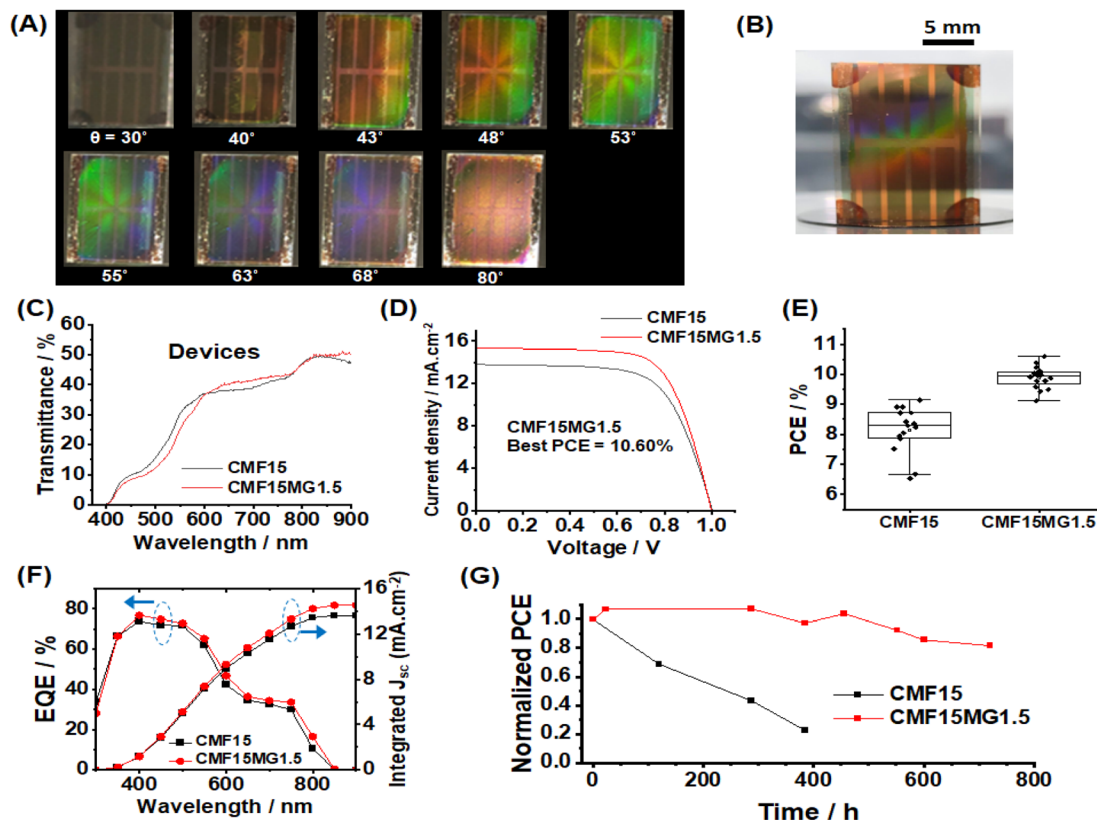 (A)
θ = 30°
40°
43°
48°
53°
55°
63°
68°
80°
(B)
5 mm
(C)
60
50
40
30
20
10
0
Transmittance / %
Devices
CMF15
CMF15MG1.5
400 500 600 700 800 900
Wavelength / nm
(D)
16
12
8
4
0
Current density / mA.cm-2
CMF15
CMF15MG1.5
CMF15MG1.5
Best PCE = 10.60%
0.0 0.2 0.4 0.6 0.8 1.0
Voltage / V
(E)
11
10
9
8
7
6
PCE / %
CMF15 CMF15MG1.5
(F)
80
60
40
20
0
EQE / %
16
12
8
4
0
Integrated Jsc (mA.cm-2)
CMF15
CMF15MG1.5
400 500 600 700 800
Wavelength / nm
(G)
1.0
0.8
0.6
0.4
0.2
0.0
Normalized PCE
CMF15
CMF15MG1.5
0 200 400 600 800
Time / h